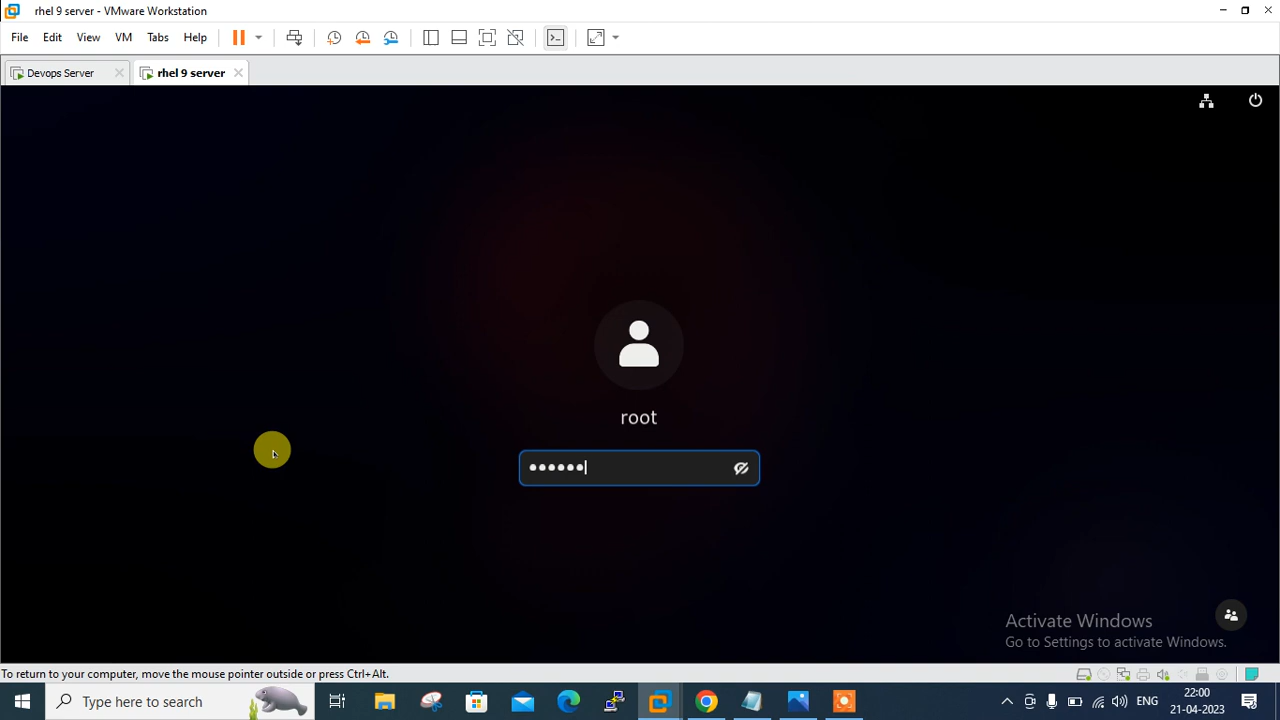 rhel 9 server - VMware Workstation
File Edit View VM Tabs Help
Devops Server rhel 9 server
root
••••••
Activate Windows
Go to Settings to activate Windows.
To return to your computer, move the mouse pointer outside or press Ctrl+Alt.
Type here to search
ENG
22:00
21-04-2023